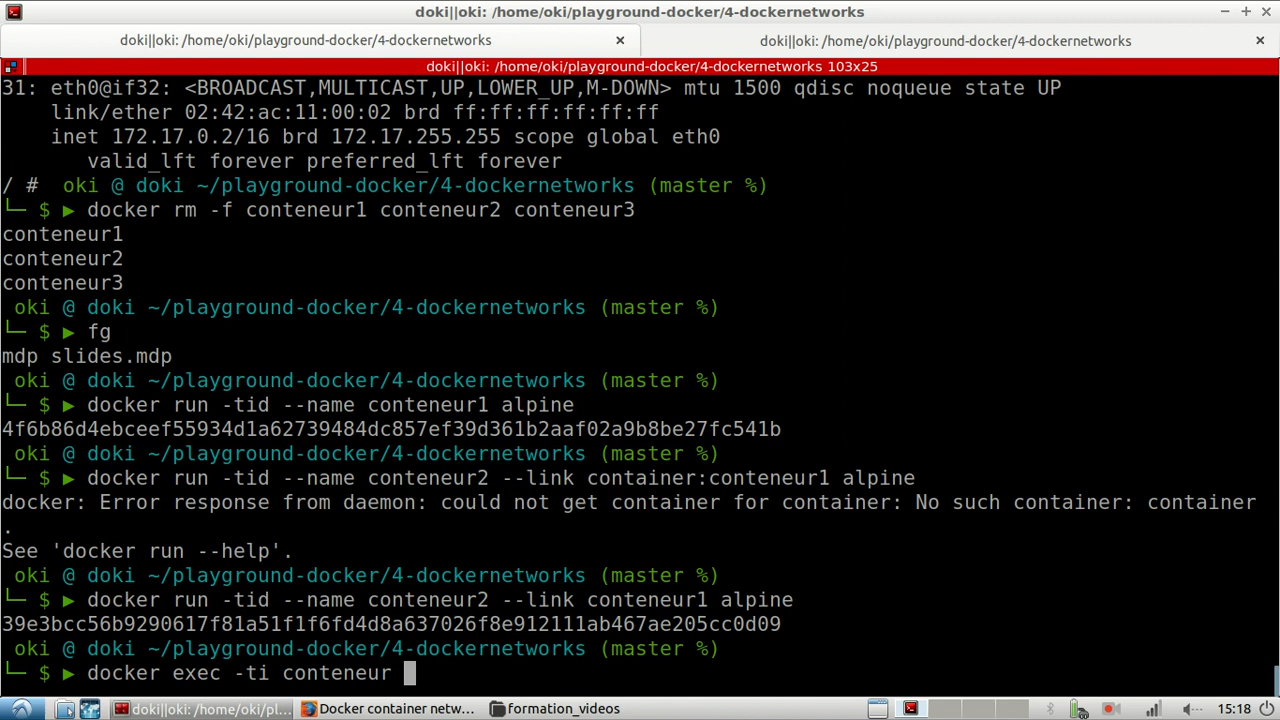 doki||oki: /home/oki/playground-docker/4-dockernetworks
doki||oki: /home/oki/playground-docker/4-dockernetworks
doki||oki: /home/oki/playground-docker/4-dockernetworks
doki||oki: /home/oki/playground-docker/4-dockernetworks 103x25
31: eth0@if32: <BROADCAST,MULTICAST,UP,LOWER_UP,M-DOWN> mtu 1500 qdisc noqueue state UP
link/ether 02:42:ac:11:00:02 brd ff:ff:ff:ff:ff:ff
inet 172.17.0.2/16 brd 172.17.255.255 scope global eth0
valid_lft forever preferred_lft forever
/ # oki @ doki ~/playground-docker/4-dockernetworks (master %)
└─ $ ▶ docker rm -f conteneur1 conteneur2 conteneur3
conteneur1
conteneur2
conteneur3
oki @ doki ~/playground-docker/4-dockernetworks (master %)
└─ $ ▶ fg
mdp slides.mdp
oki @ doki ~/playground-docker/4-dockernetworks (master %)
└─ $ ▶ docker run -tid --name conteneur1 alpine
4f6b86d4ebceef55934d1a62739484dc857ef39d361b2aaf02a9b8be27fc541b
oki @ doki ~/playground-docker/4-dockernetworks (master %)
└─ $ ▶ docker run -tid --name conteneur2 --link container:conteneur1 alpine
docker: Error response from daemon: could not get container for container: No such container: container
.
See 'docker run --help'.
oki @ doki ~/playground-docker/4-dockernetworks (master %)
└─ $ ▶ docker run -tid --name conteneur2 --link conteneur1 alpine
39e3bcc56b9290617f81a51f1f6fd4d8a637026f8e912111ab467ae205cc0d09
oki @ doki ~/playground-docker/4-dockernetworks (master %)
└─ $ ▶ docker exec -ti conteneur
doki||oki: /home/oki/pl...
Docker container netw...
formation_videos
15:18